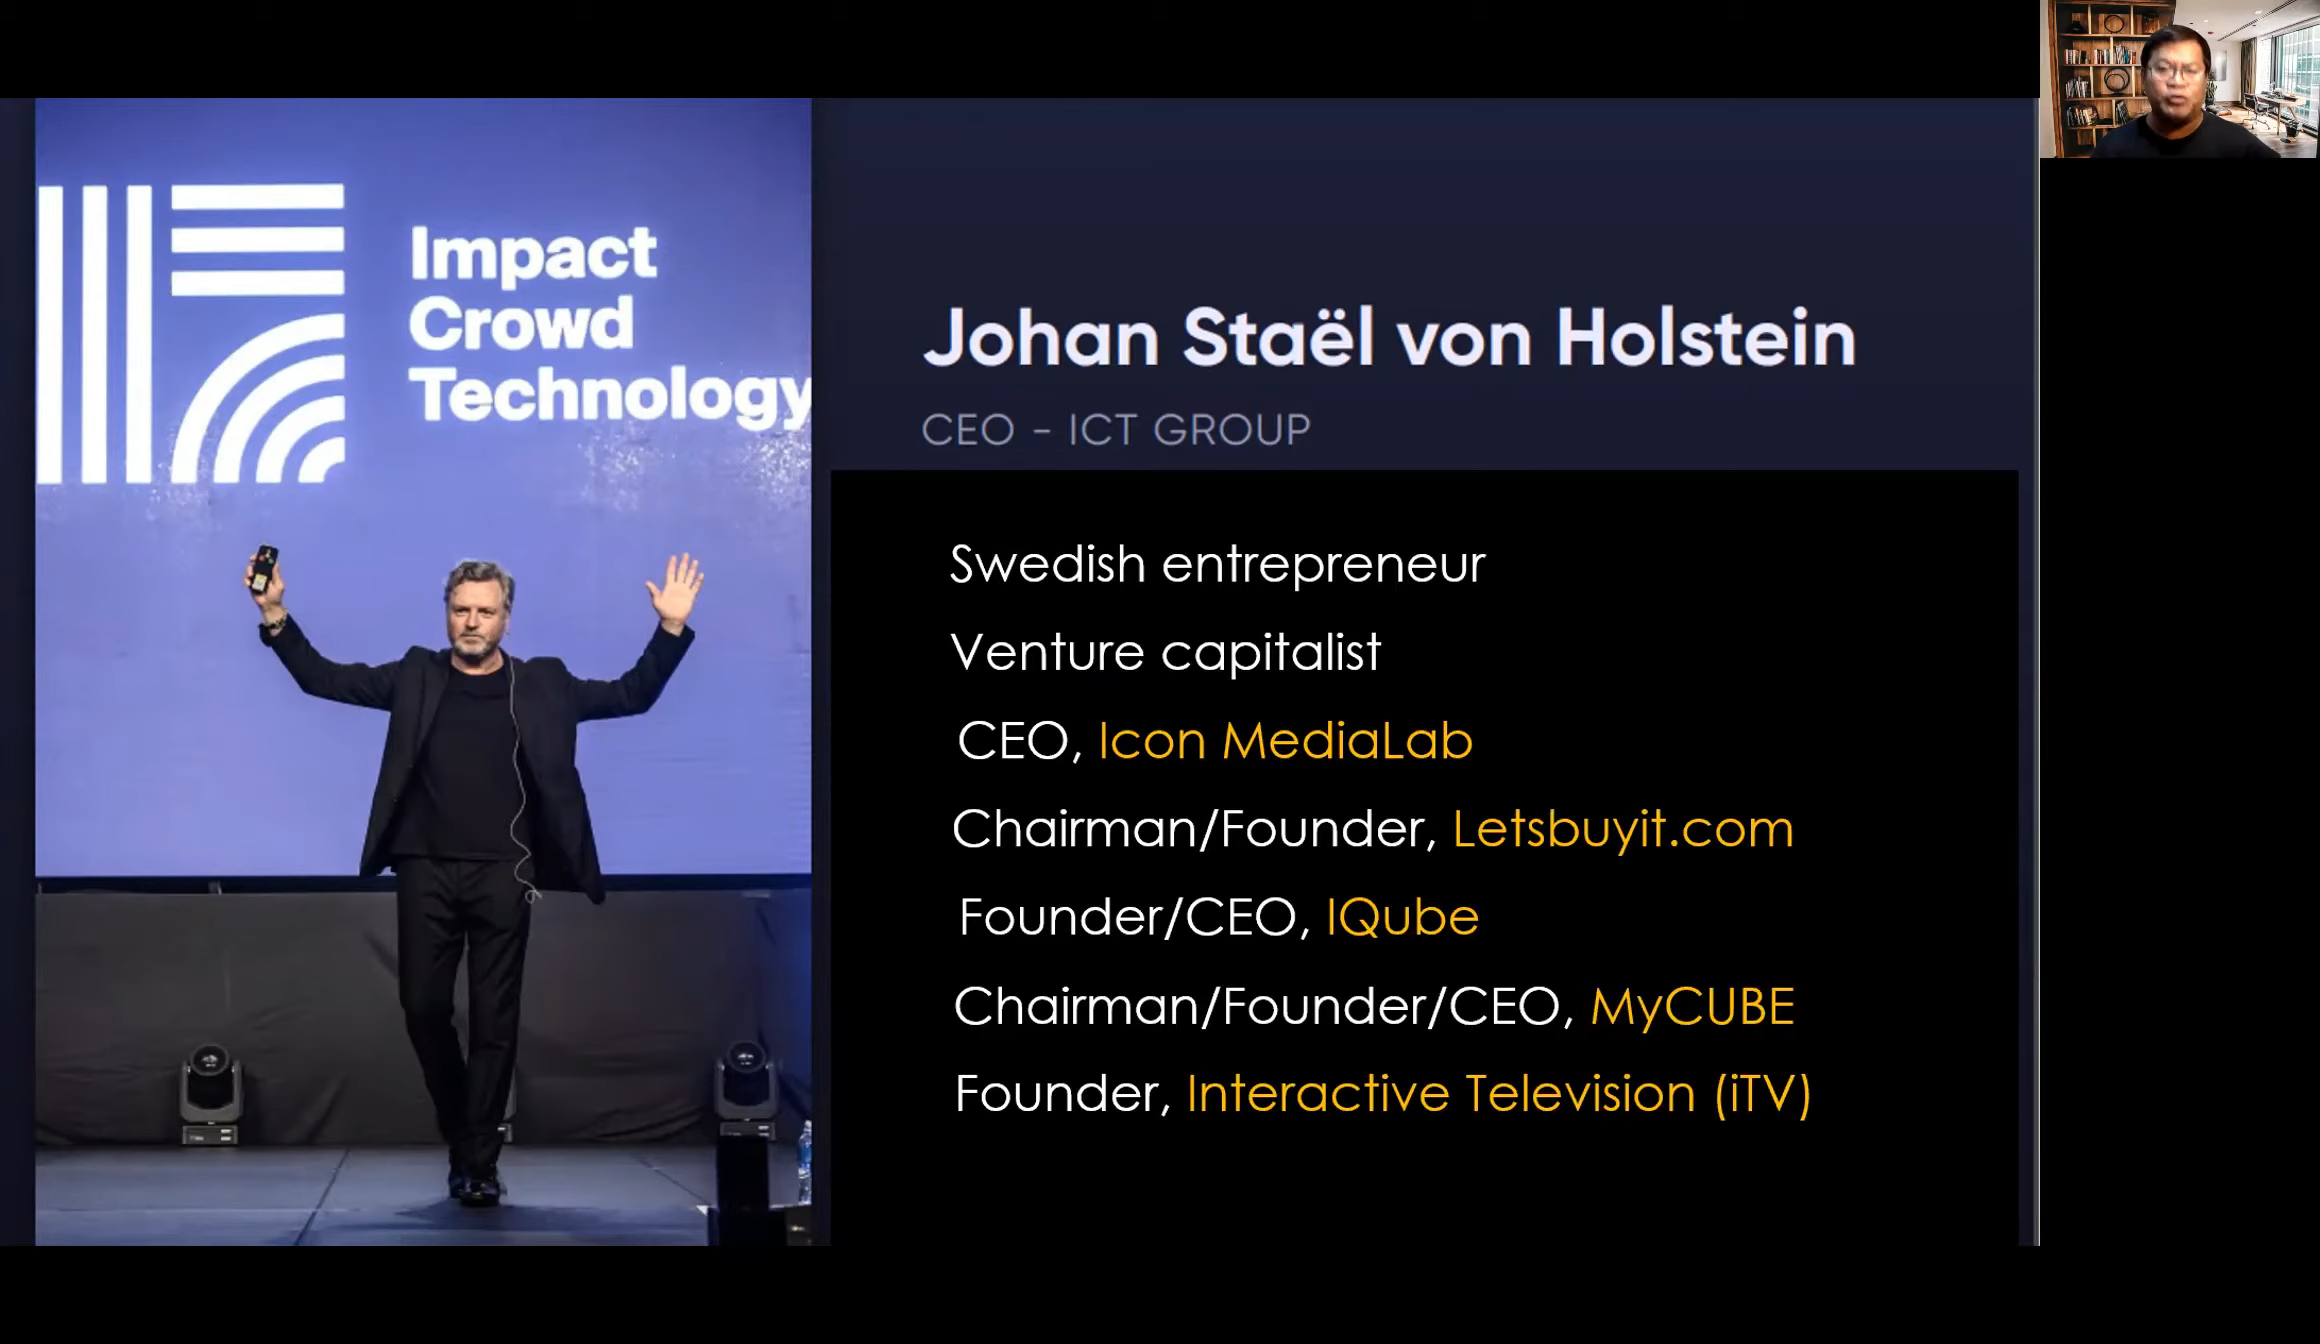 Impact
Crowd
Technology
Johan Staël von Holstein
CEO - ICT GROUP
Swedish entrepreneur
Venture capitalist
CEO, Icon MediaLab
Chairman/Founder, Letsbuyit.com
Founder/CEO, IQube
Chairman/Founder/CEO, MyCUBE
Founder, Interactive Television (iTV)